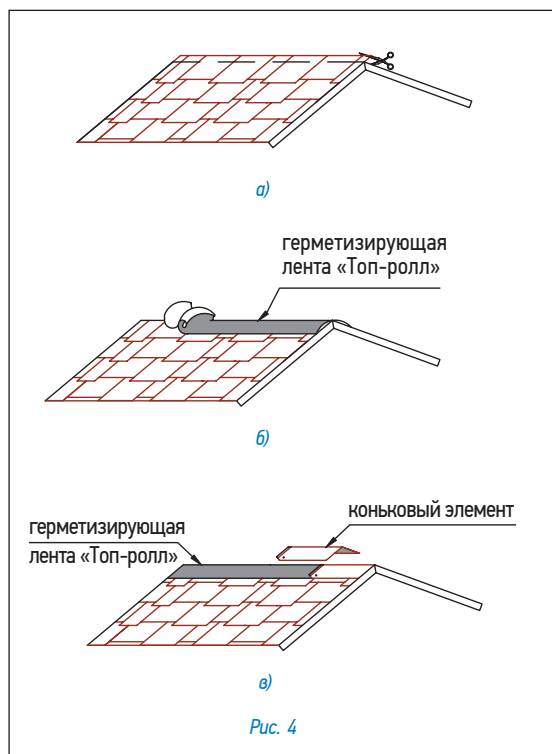 а)
герметизирующая
лента «Топ-ролл»
б)
коньковый элемент
герметизирующая
лента «Топ-ролл»
в)
Рис. 4